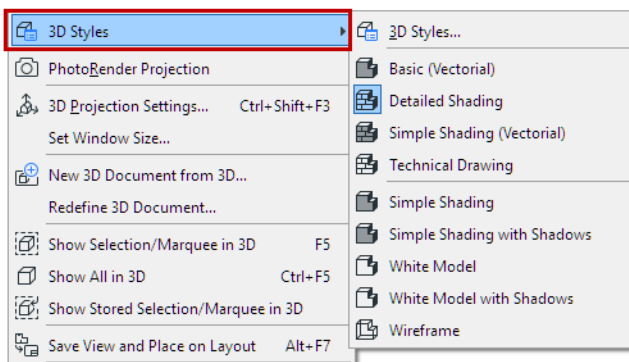 3D Styles
PhotoRender Projection
3D Projection Settings... Ctrl+Shift+F3
Set Window Size...
New 3D Document from 3D...
Redefine 3D Document...
Show Selection/Marquee in 3D F5
Show All in 3D Ctrl+F5
Show Stored Selection/Marquee in 3D
Save View and Place on Layout Alt+F7
3D Styles...
Basic (Vectorial)
Detailed Shading
Simple Shading (Vectorial)
Technical Drawing
Simple Shading
Simple Shading with Shadows
White Model
White Model with Shadows
Wireframe